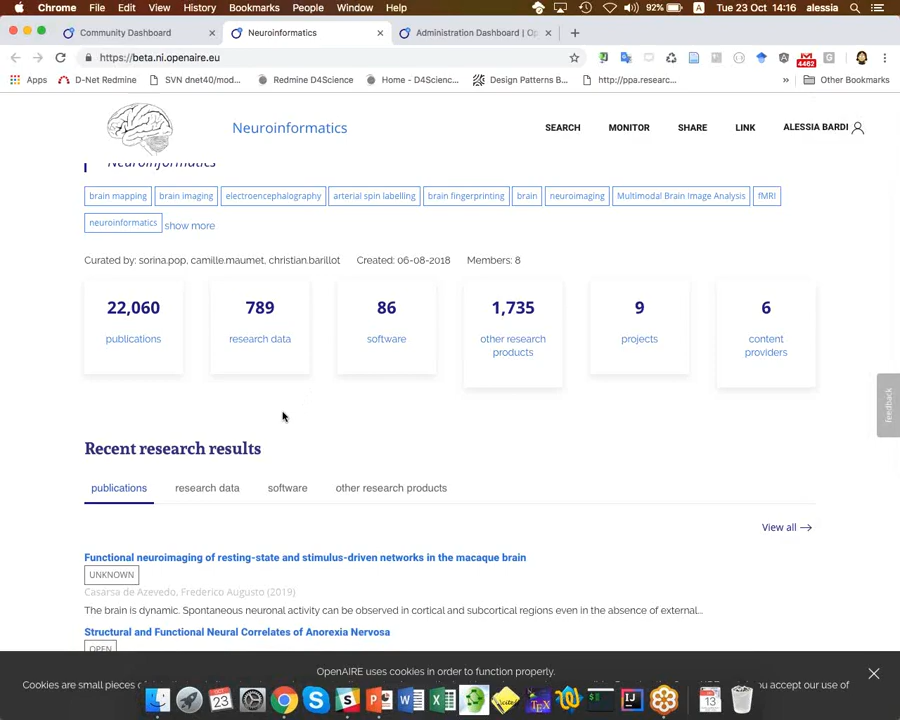 Chrome File Edit View History Bookmarks People Window Help 92% A Tue 23 Oct 14:16 alessia
Community Dashboard × Neuroinformatics × Administration Dashboard | Op ×
https://beta.ni.openaire.eu 4462
Apps D-Net Redmine SVN dnet40/mod... Redmine D4Science Home - D4Scienc... Design Patterns B... http://ppa.researc... » Other Bookmarks
Neuroinformatics SEARCH MONITOR SHARE LINK ALESSIA BARDI
Neuroinformatics
brain mapping brain imaging electroencephalography arterial spin labelling brain fingerprinting brain neuroimaging Multimodal Brain Image Analysis fMRI
neuroinformatics show more
Curated by: sorina.pop, camille.maumet, christian.barillot Created: 06-08-2018 Members: 8
22,060 789 86 1,735 9 6
publications research data software other research projects content
products providers
feedback
Recent research results
publications research data software other research products
View all →
Functional neuroimaging of resting-state and stimulus-driven networks in the macaque brain
UNKNOWN
Casarsa de Azevedo, Frederico Augusto (2019)
The brain is dynamic. Spontaneous neuronal activity can be observed in cortical and subcortical regions even in the absence of external...
Structural and Functional Neural Correlates of Anorexia Nervosa
OPEN
OpenAIRE uses cookies in order to function properly.
Cookies are small pieces of you accept our use of